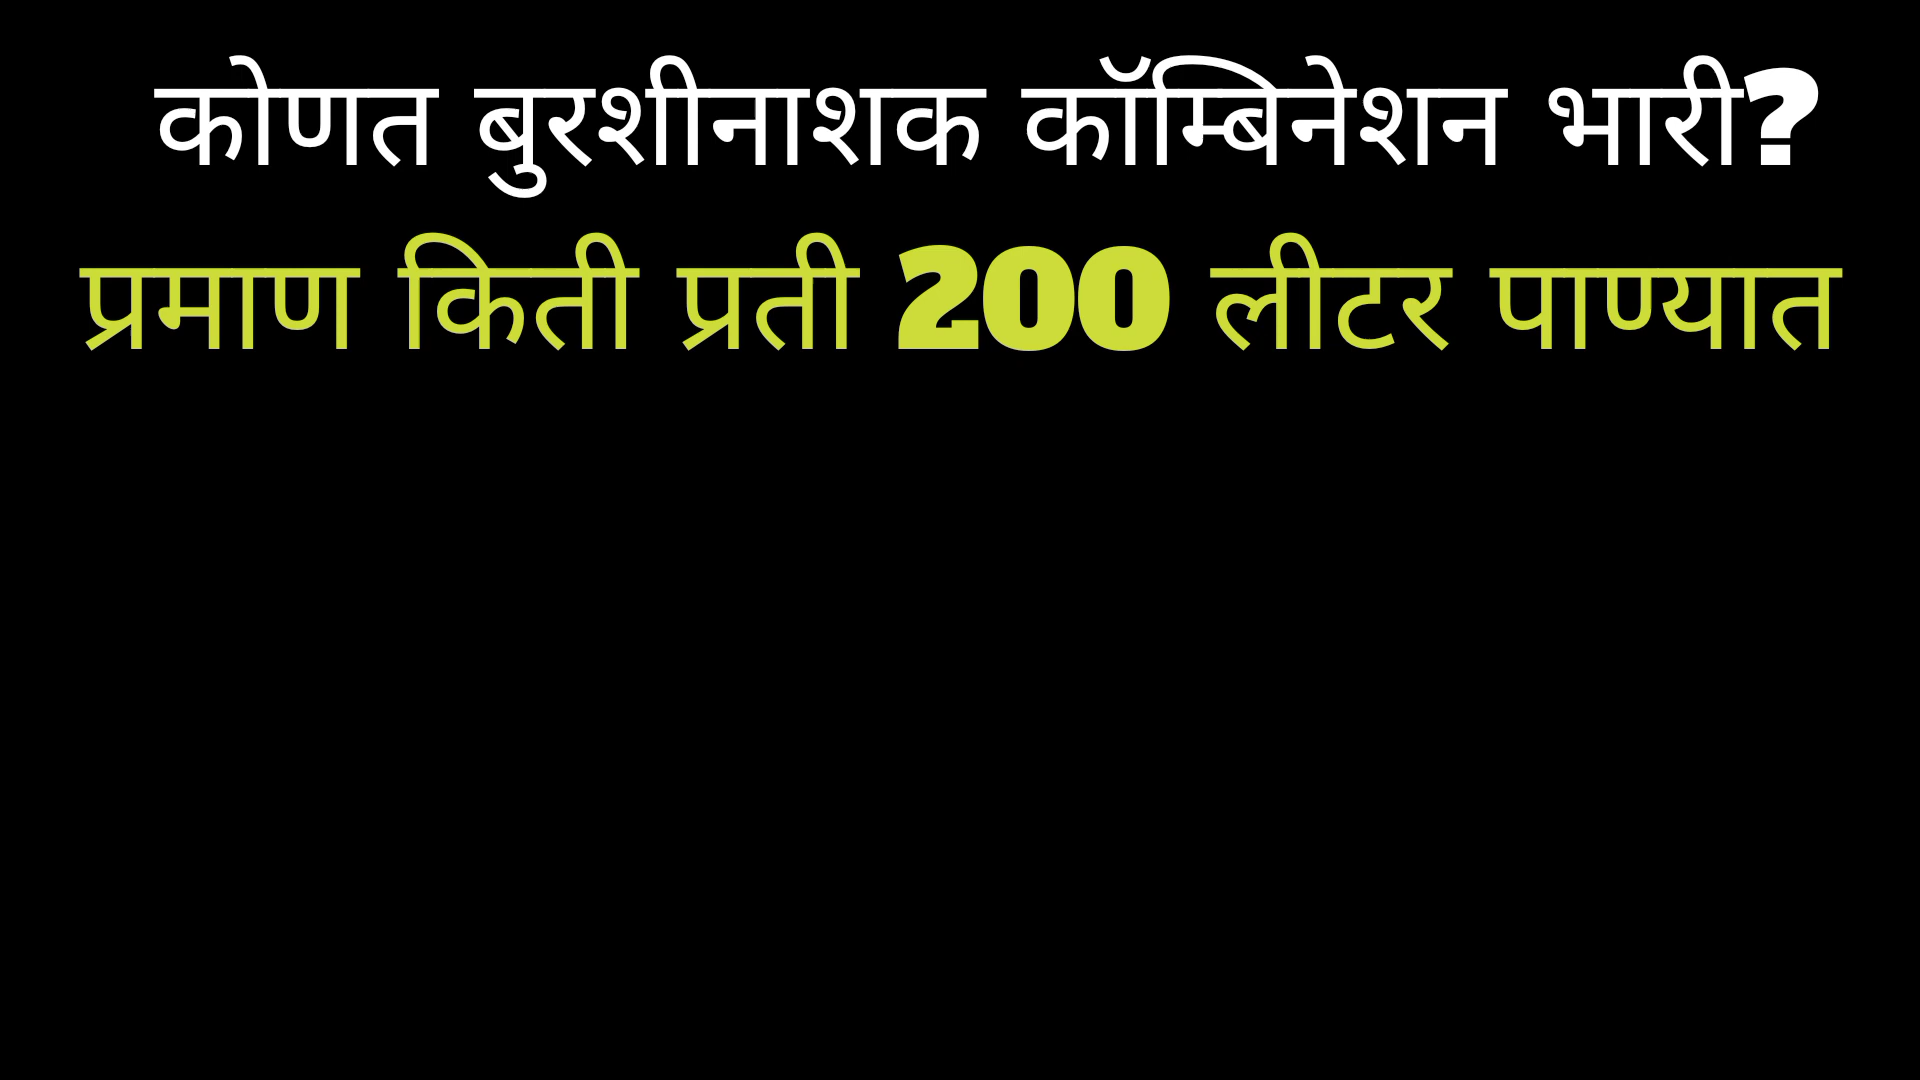 कोणत बुरशीनाशक कॉम्बिनेशन भारी?
प्रमाण किती प्रती 200 लीटर पाण्यात